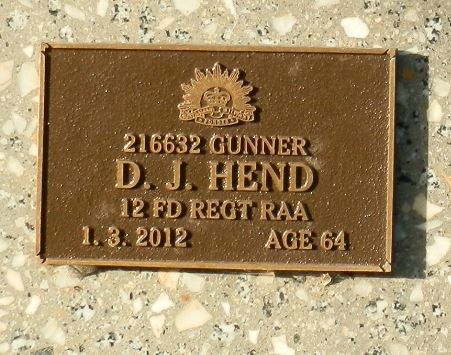 216632 GUNNER
D. J. HEND
12 FD REGT RAA
1. 3. 2012 AGE 64